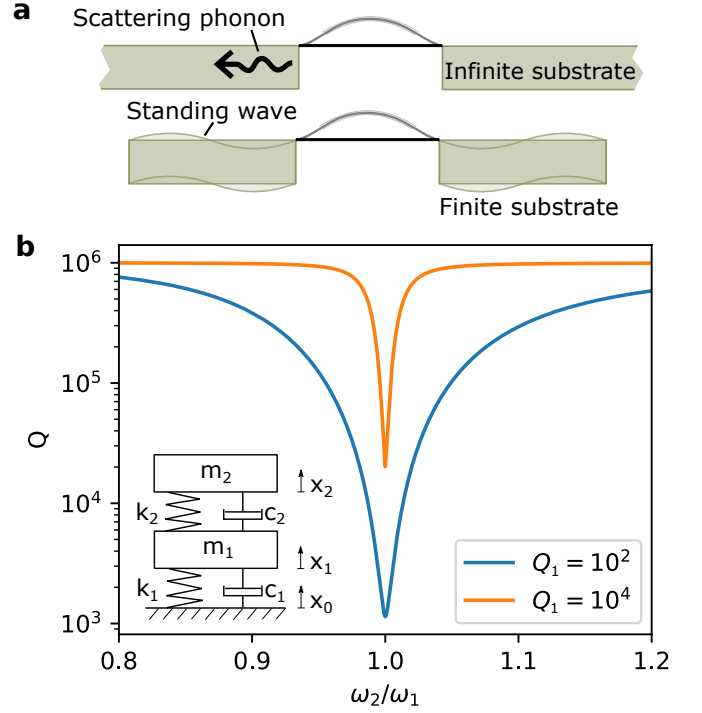 a
Scattering phonon
Infinite substrate
Standing wave
Finite substrate
b
Q
10⁶
10⁵
10⁴
10³
m₂
x₂
k₂
c₂
m₁
x₁
k₁
c₁
x₀
Q₁ = 10²
Q₁ = 10⁴
0.8
0.9
1.0
1.1
1.2
ω₂/ω₁